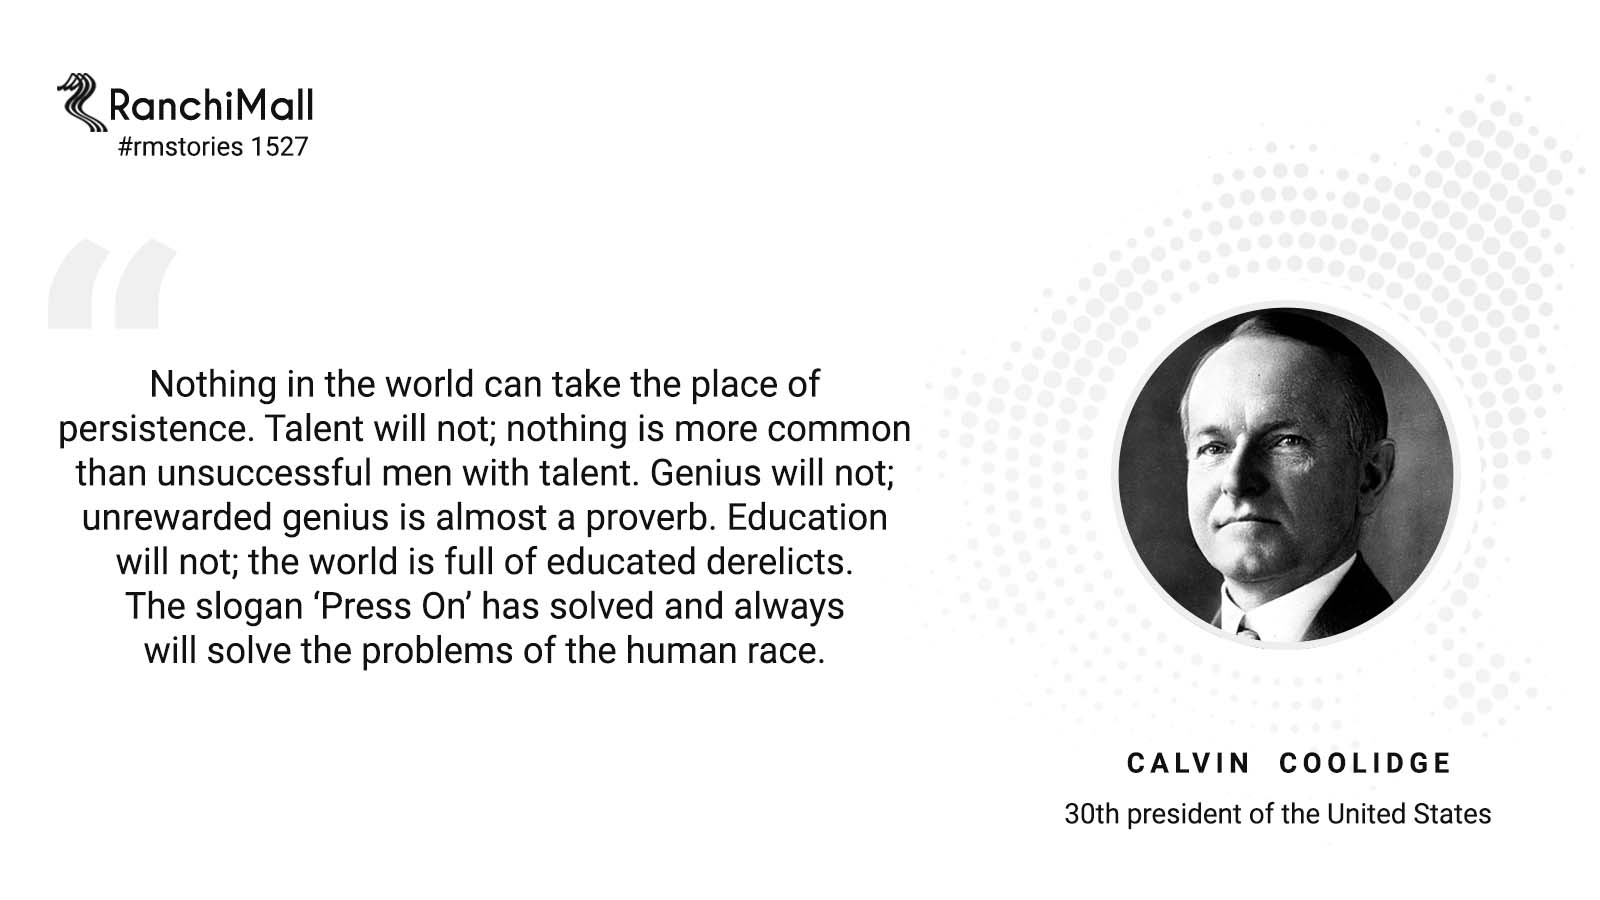 RanchiMall
#rmstories 1527
“
Nothing in the world can take the place of
persistence. Talent will not; nothing is more common
than unsuccessful men with talent. Genius will not;
unrewarded genius is almost a proverb. Education
will not; the world is full of educated derelicts.
The slogan ‘Press On’ has solved and always
will solve the problems of the human race.
CALVIN COOLIDGE
30th president of the United States